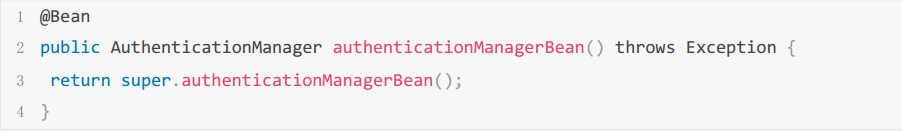 1 @Bean
2 public AuthenticationManager authenticationManagerBean() throws Exception {
3 return super.authenticationManagerBean();
4 }